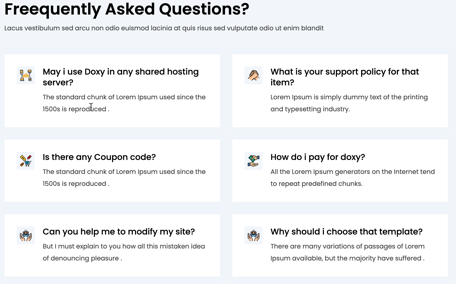 Freequently Asked Questions?
Lacus vestibulum sed arcu non odio euismod lacinia at quis risus sed vulputate odio ut enim blandit
May i use Doxy in any shared hosting
server?
The standard chunk of Lorem Ipsum used since the
1500s is reproduced .
What is your support policy for that
item?
Lorem Ipsum is simply dummy text of the printing
and typesetting industry.
Is there any Coupon code?
The standard chunk of Lorem Ipsum used since the
1500s is reproduced .
How do i pay for doxy?
All the Lorem Ipsum generators on the Internet tend
to repeat predefined chunks.
Can you help me to modify my site?
But I must explain to you how all this mistaken idea
of denouncing pleasure .
Why should i choose that template?
There are many variations of passages of Lorem
Ipsum available, but the majority have suffered .